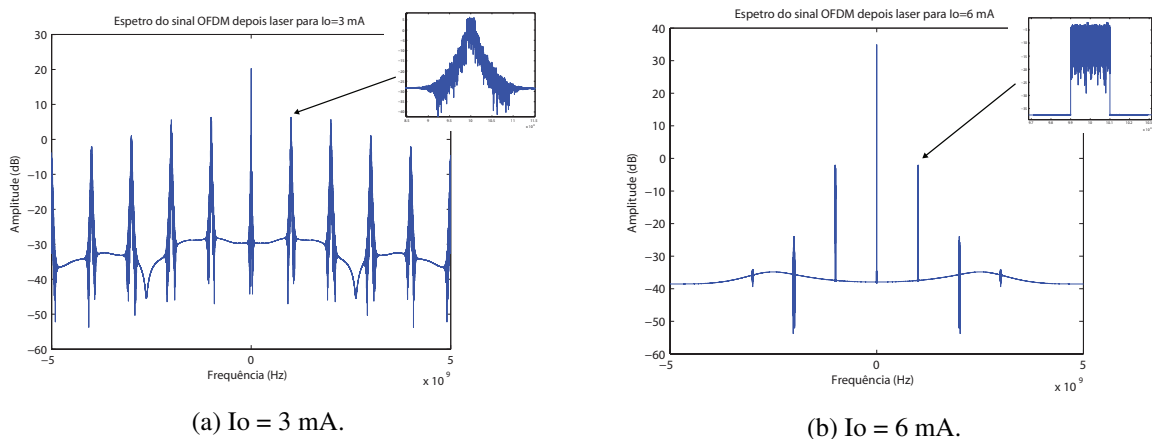 Espetro do sinal OFDM depois laser para Io=3 mA
30
20
10
0
−10
−20
−30
−40
−50
−60
Amplitude (dB)
−5
0
5
x 10 9
Frequência (Hz)
(a) Io = 3 mA.
Espetro do sinal OFDM depois laser para Io=6 mA
40
30
20
10
0
−10
−20
−30
−40
−50
−60
Amplitude (dB)
−5
0
5
x 10 9
Frequência (Hz)
(b) Io = 6 mA.